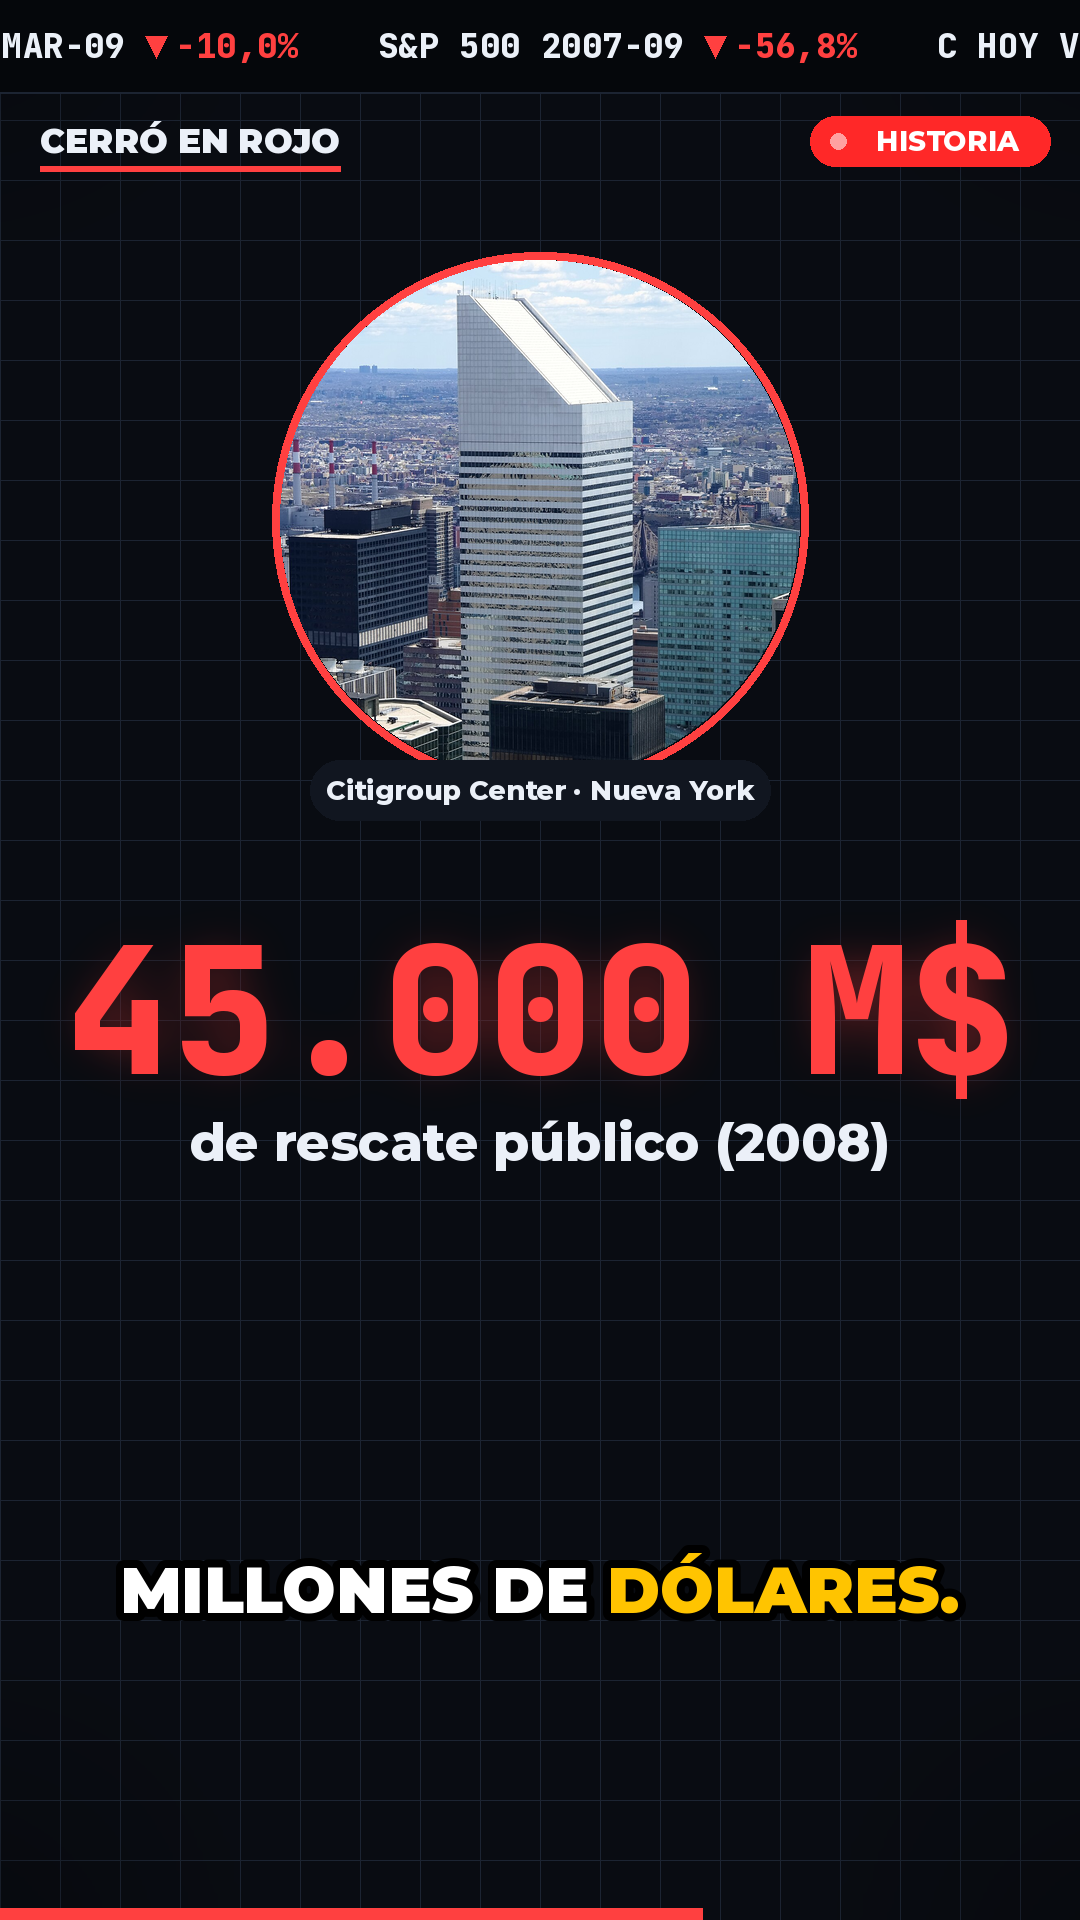 MAR-09 ▼-10,0% S&P 500 2007-09 ▼-56,8% C HOY V
CERRÓ EN ROJO
HISTORIA
Citigroup Center · Nueva York
45.000 M$
de rescate público (2008)
MILLONES DE DÓLARES.